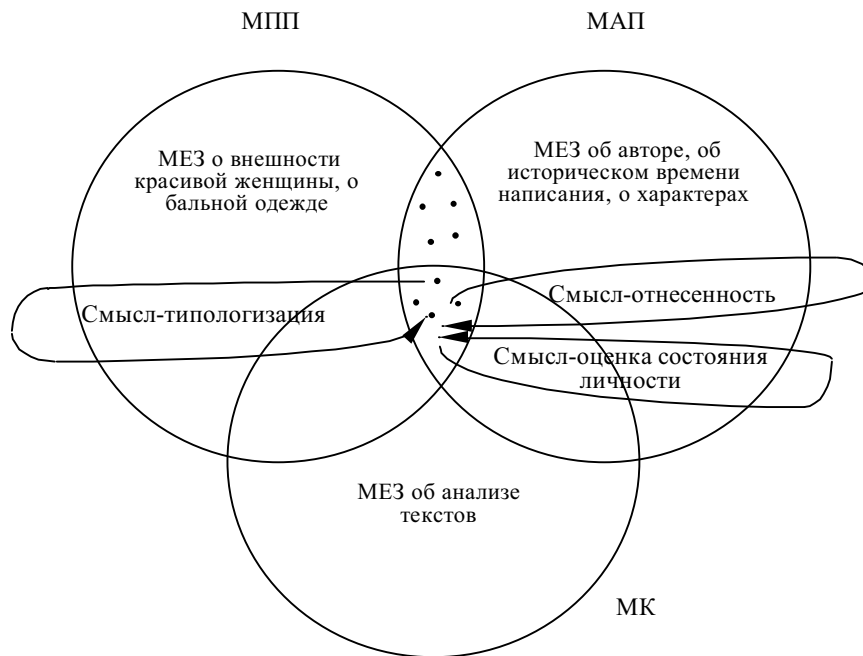 МПП
МАП
МЕЗ о внешности
красивой женщины, о
бальной одежде
МЕЗ об авторе, об
историческом времени
написания, о характерах
Смысл-типологизация
Смысл-отнесенность
Смысл-оценка состояния
личности
МЕЗ об анализе
текстов
МК